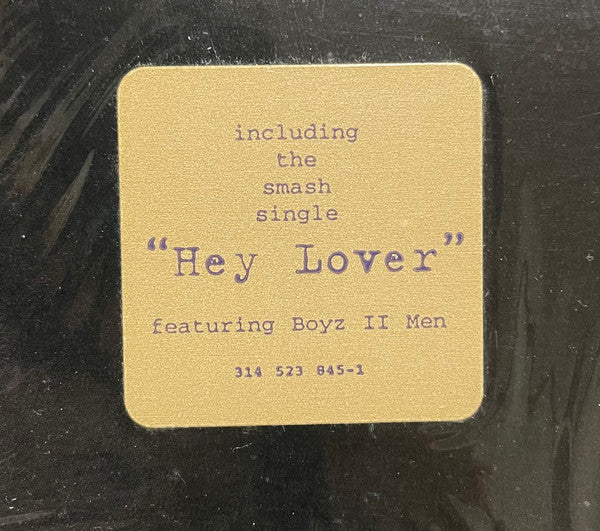 including
the
smash
single
“Hey Lover”
featuring Boyz II Men
314 523 845-1